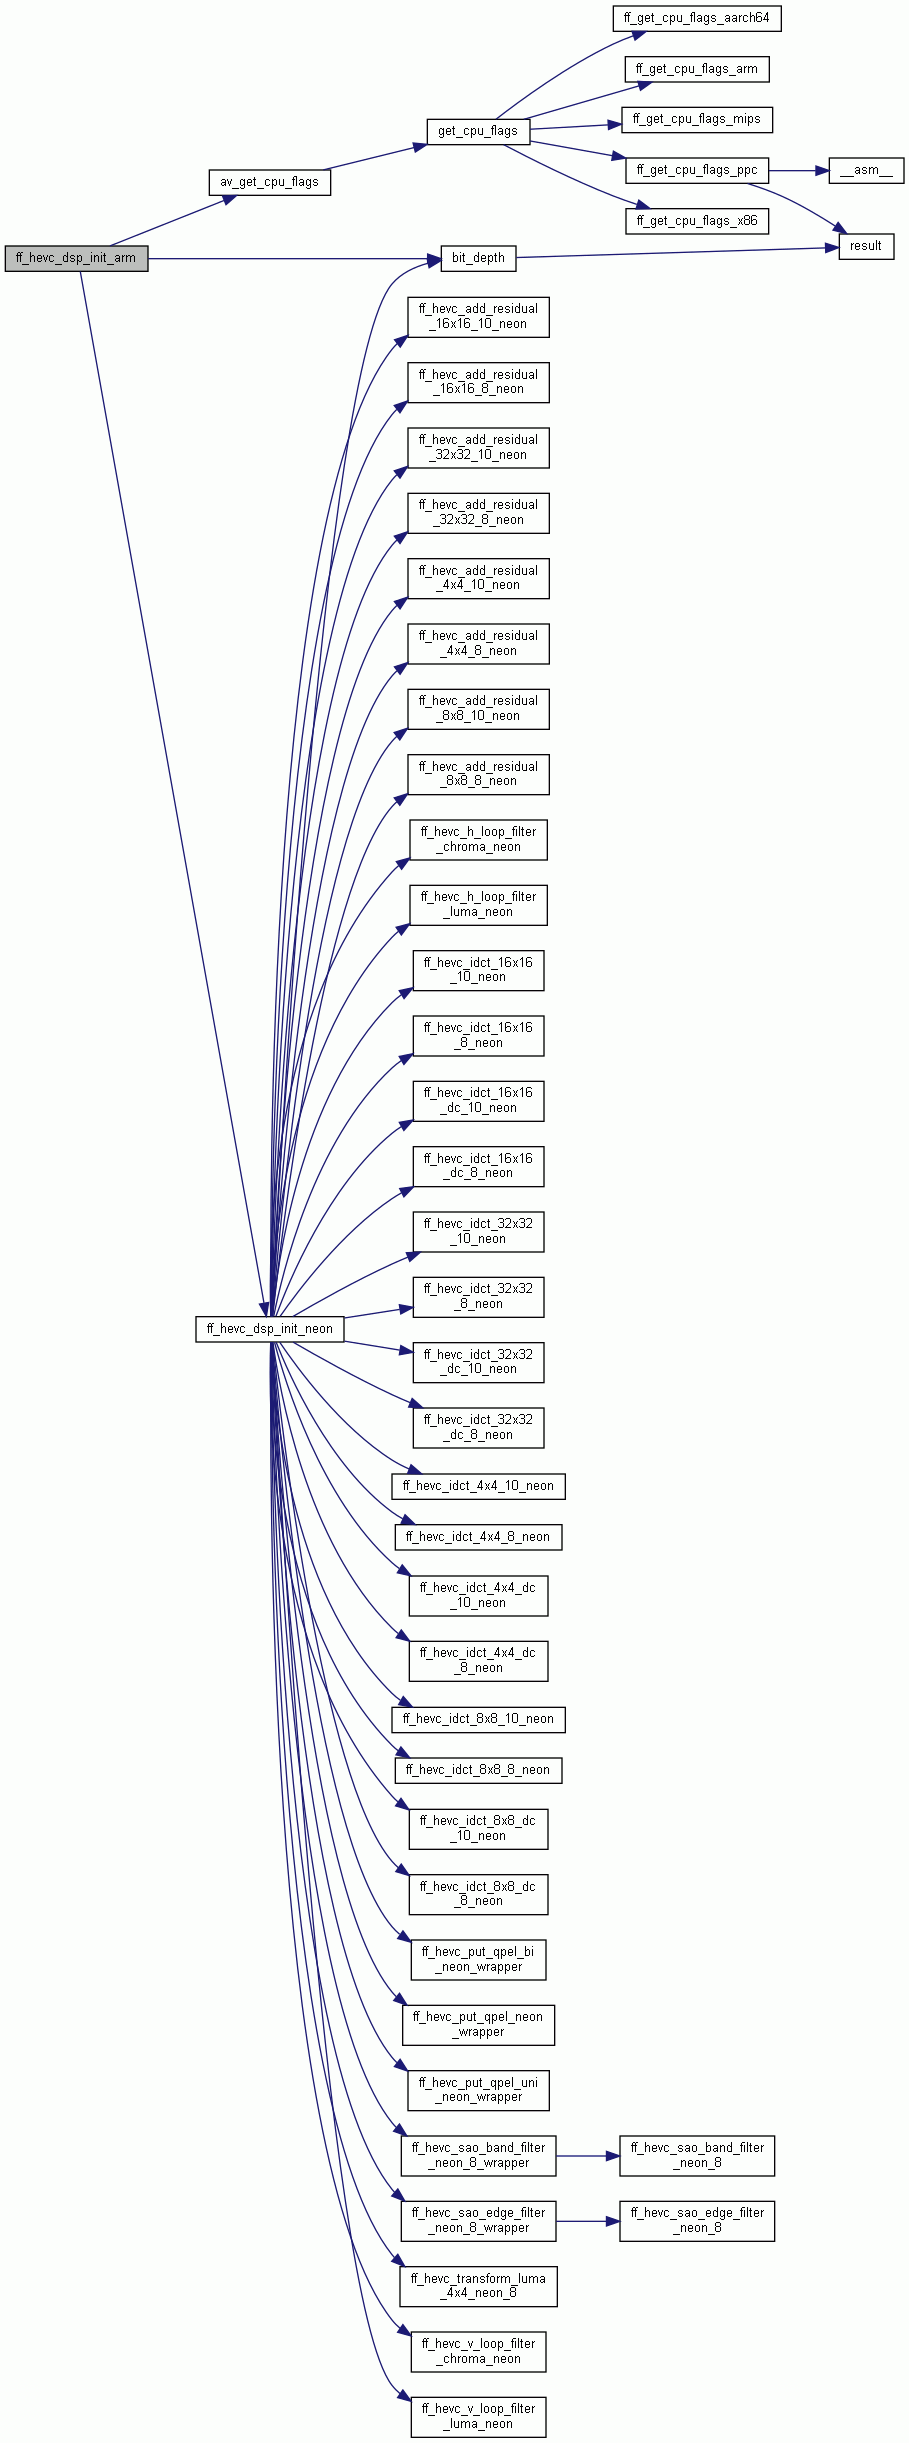 ff_get_cpu_flags_aarch64
ff_get_cpu_flags_arm
ff_get_cpu_flags_mips
get_cpu_flags
ff_get_cpu_flags_ppc
__asm__
av_get_cpu_flags
ff_get_cpu_flags_x86
result
ff_hevc_dsp_init_arm
bit_depth
ff_hevc_add_residual
_16x16_10_neon
ff_hevc_add_residual
_16x16_8_neon
ff_hevc_add_residual
_32x32_10_neon
ff_hevc_add_residual
_32x32_8_neon
ff_hevc_add_residual
_4x4_10_neon
ff_hevc_add_residual
_4x4_8_neon
ff_hevc_add_residual
_8x8_10_neon
ff_hevc_add_residual
_8x8_8_neon
ff_hevc_h_loop_filter
_chroma_neon
ff_hevc_h_loop_filter
_luma_neon
ff_hevc_idct_16x16
_10_neon
ff_hevc_idct_16x16
_8_neon
ff_hevc_idct_16x16
_dc_10_neon
ff_hevc_idct_16x16
_dc_8_neon
ff_hevc_idct_32x32
_10_neon
ff_hevc_idct_32x32
_8_neon
ff_hevc_dsp_init_neon
ff_hevc_idct_32x32
_dc_10_neon
ff_hevc_idct_32x32
_dc_8_neon
ff_hevc_idct_4x4_10_neon
ff_hevc_idct_4x4_8_neon
ff_hevc_idct_4x4_dc
_10_neon
ff_hevc_idct_4x4_dc
_8_neon
ff_hevc_idct_8x8_10_neon
ff_hevc_idct_8x8_8_neon
ff_hevc_idct_8x8_dc
_10_neon
ff_hevc_idct_8x8_dc
_8_neon
ff_hevc_put_qpel_bi
_neon_wrapper
ff_hevc_put_qpel_neon
_wrapper
ff_hevc_put_qpel_uni
_neon_wrapper
ff_hevc_sao_band_filter
_neon_8_wrapper
ff_hevc_sao_band_filter
_neon_8
ff_hevc_sao_edge_filter
_neon_8_wrapper
ff_hevc_sao_edge_filter
_neon_8
ff_hevc_transform_luma
_4x4_neon_8
ff_hevc_v_loop_filter
_chroma_neon
ff_hevc_v_loop_filter
_luma_neon